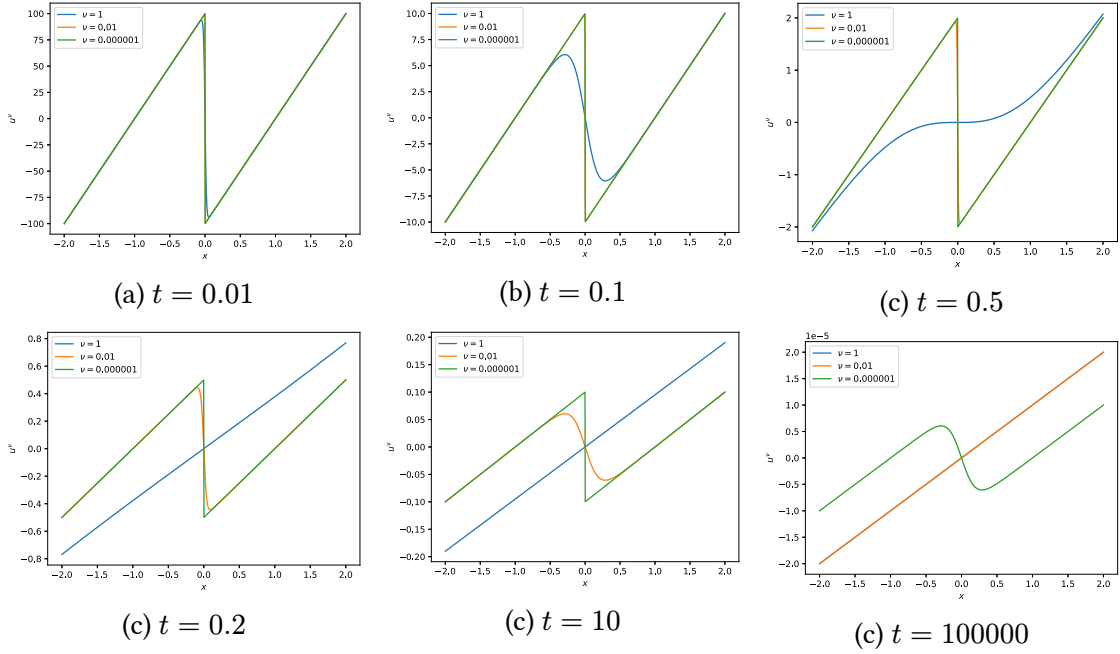 100
75
50
25
0
−25
−50
−75
−100
−2.0 −1.5 −1.0 −0.5 0.0 0.5 1.0 1.5 2.0
x
u^ν
ν = 1
ν = 0.01
ν = 0.000001
(a) t = 0.01
10.0
7.5
5.0
2.5
0.0
−2.5
−5.0
−7.5
−10.0
−2.0 −1.5 −1.0 −0.5 0.0 0.5 1.0 1.5 2.0
x
u^ν
ν = 1
ν = 0.01
ν = 0.000001
(b) t = 0.1
2
1
0
−1
−2
−2.0 −1.5 −1.0 −0.5 0.0 0.5 1.0 1.5 2.0
x
u^ν
ν = 1
ν = 0.01
ν = 0.000001
(c) t = 0.5
0.8
0.6
0.4
0.2
0.0
−0.2
−0.4
−0.6
−0.8
−2.0 −1.5 −1.0 −0.5 0.0 0.5 1.0 1.5 2.0
x
u^ν
ν = 1
ν = 0.01
ν = 0.000001
(c) t = 0.2
0.20
0.15
0.10
0.05
0.00
−0.05
−0.10
−0.15
−0.20
−2.0 −1.5 −1.0 −0.5 0.0 0.5 1.0 1.5 2.0
x
u^ν
ν = 1
ν = 0.01
ν = 0.000001
(c) t = 10
1e−5
2.0
1.5
1.0
0.5
0.0
−0.5
−1.0
−1.5
−2.0
−2.0 −1.5 −1.0 −0.5 0.0 0.5 1.0 1.5 2.0
x
u^ν
ν = 1
ν = 0.01
ν = 0.000001
(c) t = 100000